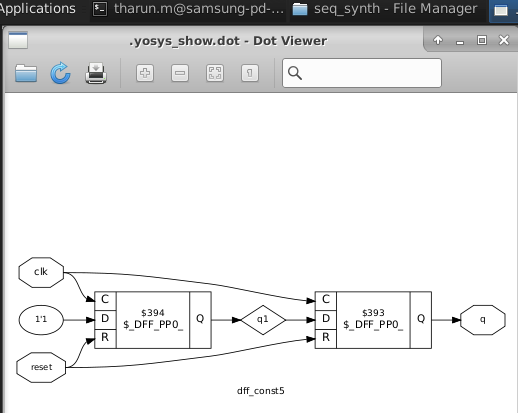 Applications
tharun.m@samsung-pd-...
seq_synth - File Manager
.yosys_show.dot - Dot Viewer
clk
1'1
reset
C
D
R
$394
$_DFF_PP0_
Q
q1
C
D
R
$393
$_DFF_PP0_
Q
q
dff_const5